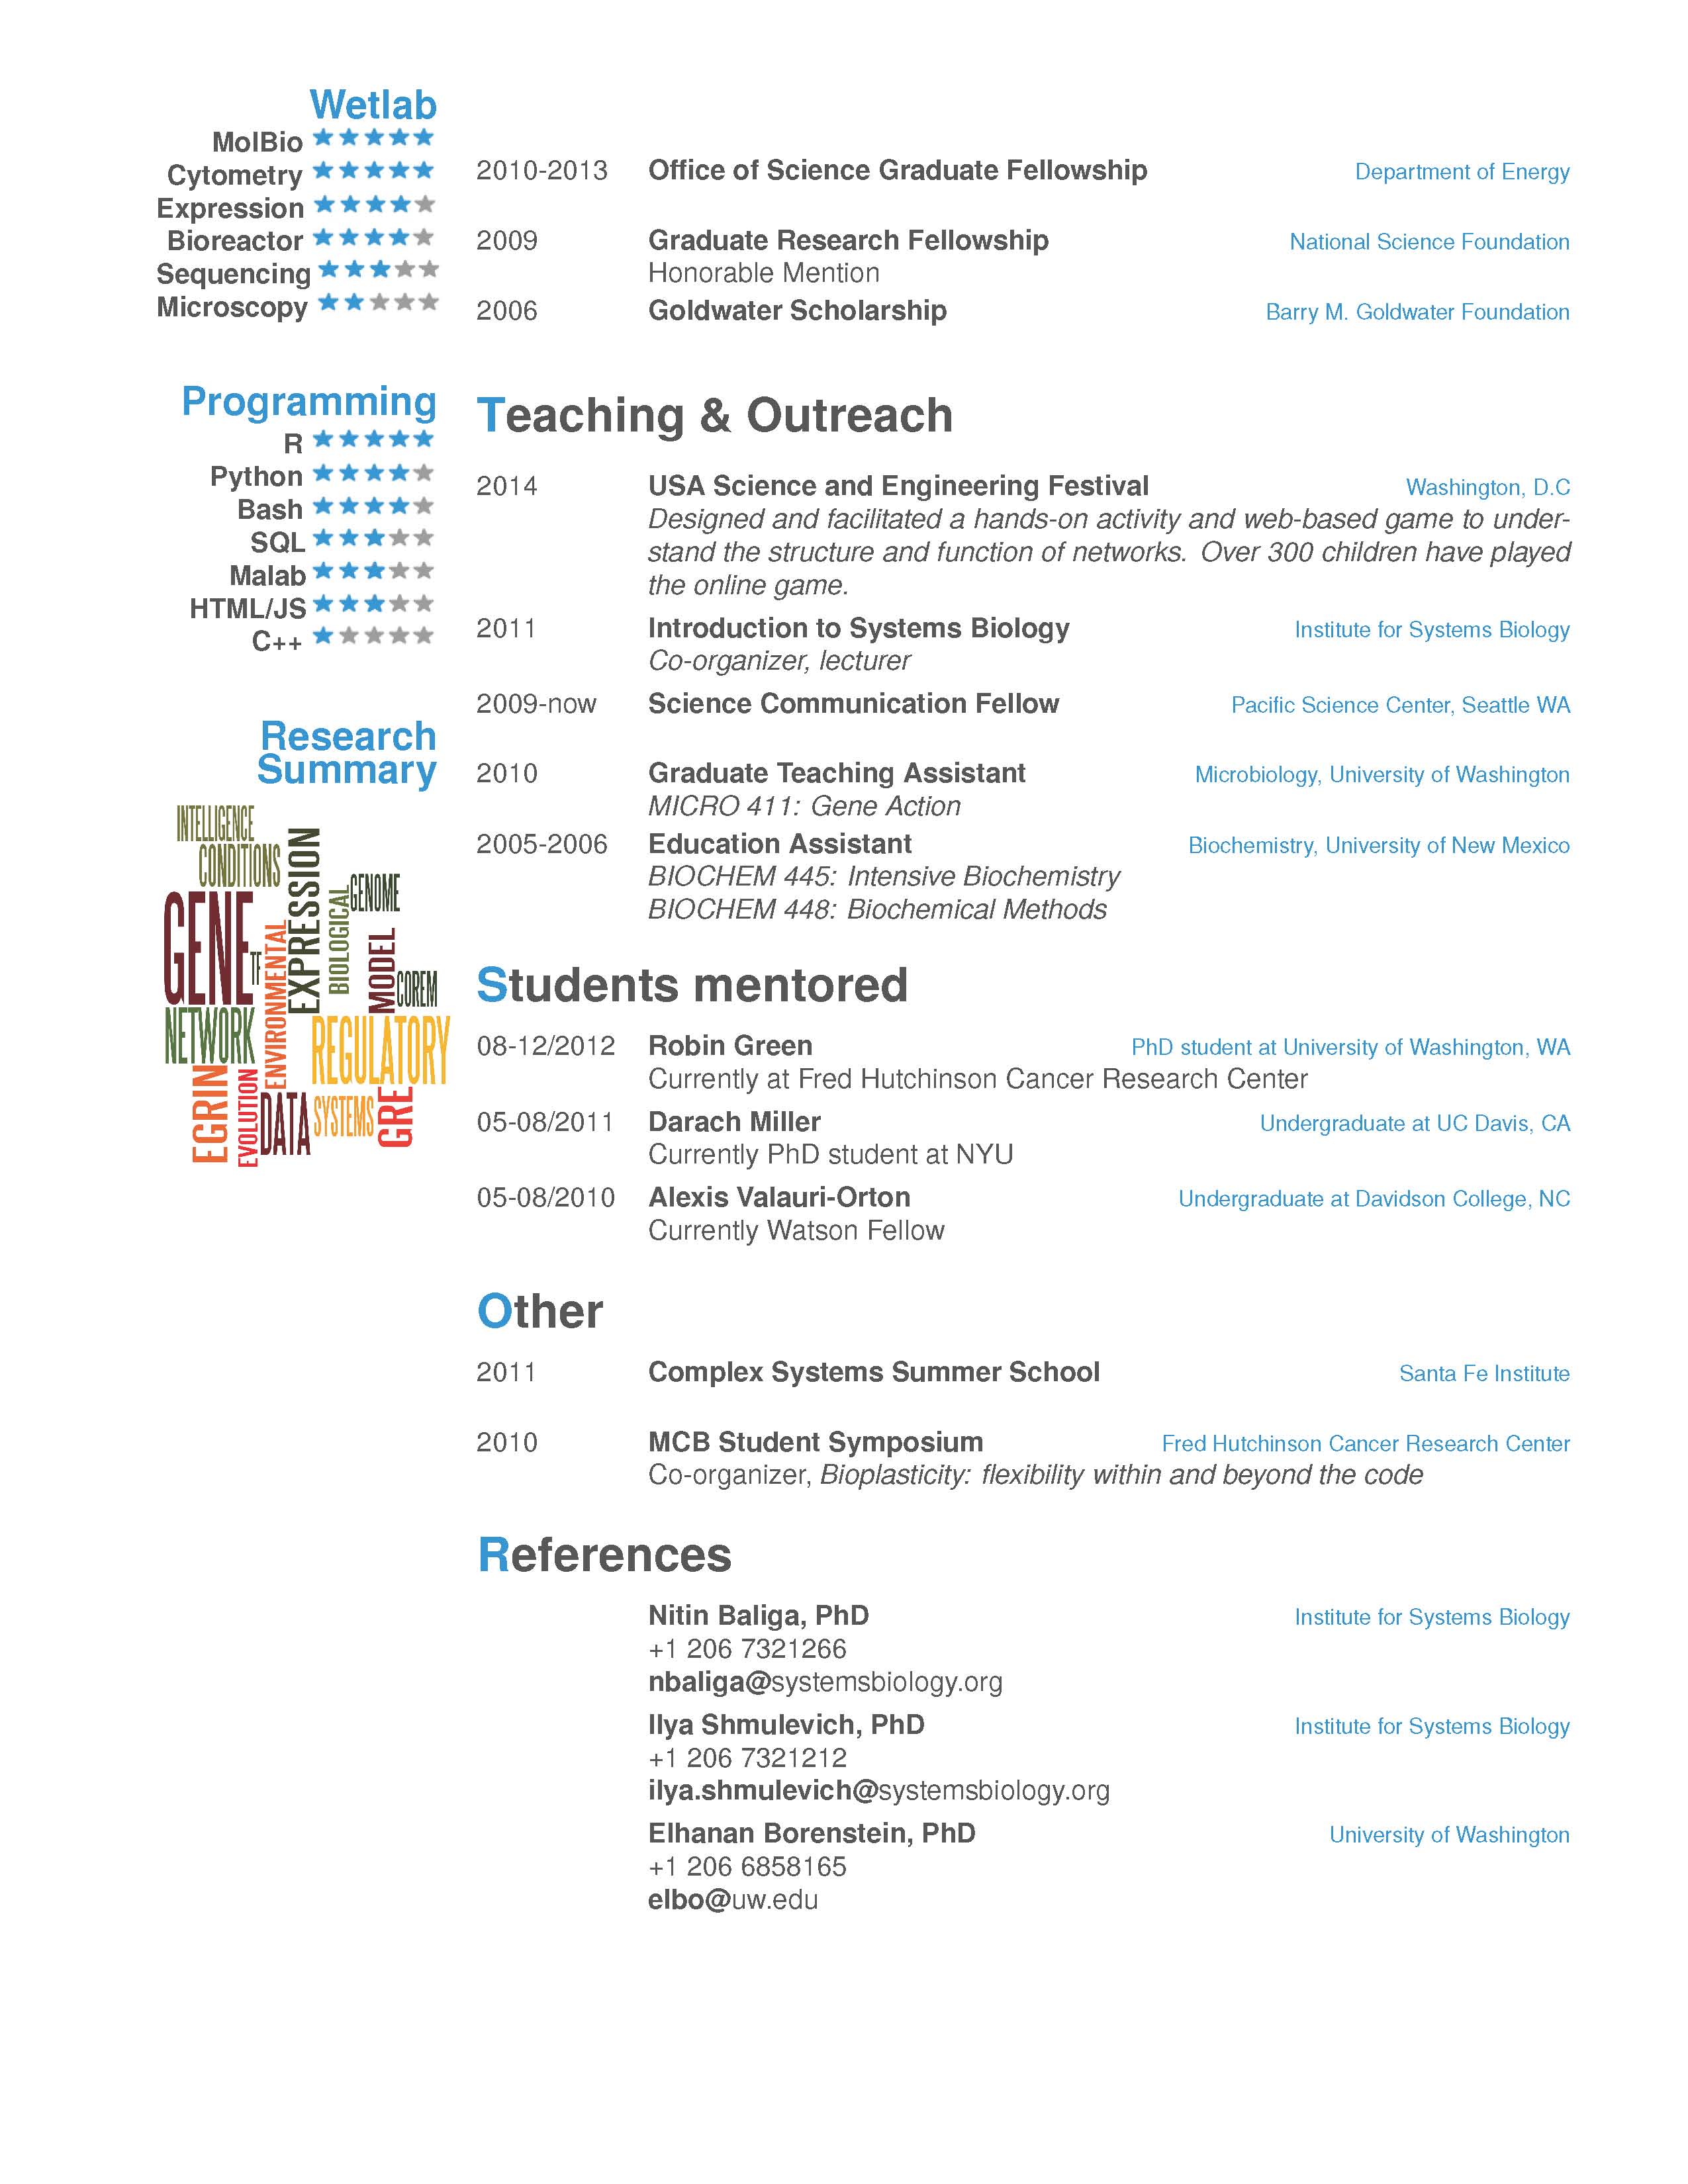 Wetlab
MolBio
Cytometry
Expression
Bioreactor
Sequencing
Microscopy
Programming
R
Python
Bash
SQL
Malab
HTML/JS
C++
Research
Summary
INTELLIGENCE
CONDITIONS
GENE
TF
ENVIRONMENTAL
EXPRESSION
BIOLOGICAL
GENOME
MODEL
COREM
NETWORK
REGULATORY
EGRIN
EVOLUTION
DATA
SYSTEMS
GRE
2010-2013 Office of Science Graduate Fellowship Department of Energy
2009 Graduate Research Fellowship National Science Foundation
Honorable Mention
2006 Goldwater Scholarship Barry M. Goldwater Foundation
Teaching & Outreach
2014 USA Science and Engineering Festival Washington, D.C
Designed and facilitated a hands-on activity and web-based game to under-
stand the structure and function of networks. Over 300 children have played
the online game.
2011 Introduction to Systems Biology Institute for Systems Biology
Co-organizer, lecturer
2009-now Science Communication Fellow Pacific Science Center, Seattle WA
2010 Graduate Teaching Assistant Microbiology, University of Washington
MICRO 411: Gene Action
2005-2006 Education Assistant Biochemistry, University of New Mexico
BIOCHEM 445: Intensive Biochemistry
BIOCHEM 448: Biochemical Methods
Students mentored
08-12/2012 Robin Green PhD student at University of Washington, WA
Currently at Fred Hutchinson Cancer Research Center
05-08/2011 Darach Miller Undergraduate at UC Davis, CA
Currently PhD student at NYU
05-08/2010 Alexis Valauri-Orton Undergraduate at Davidson College, NC
Currently Watson Fellow
Other
2011 Complex Systems Summer School Santa Fe Institute
2010 MCB Student Symposium Fred Hutchinson Cancer Research Center
Co-organizer, Bioplasticity: flexibility within and beyond the code
References
Nitin Baliga, PhD Institute for Systems Biology
+1 206 7321266
nbaliga@systemsbiology.org
Ilya Shmulevich, PhD Institute for Systems Biology
+1 206 7321212
ilya.shmulevich@systemsbiology.org
Elhanan Borenstein, PhD University of Washington
+1 206 6858165
elbo@uw.edu